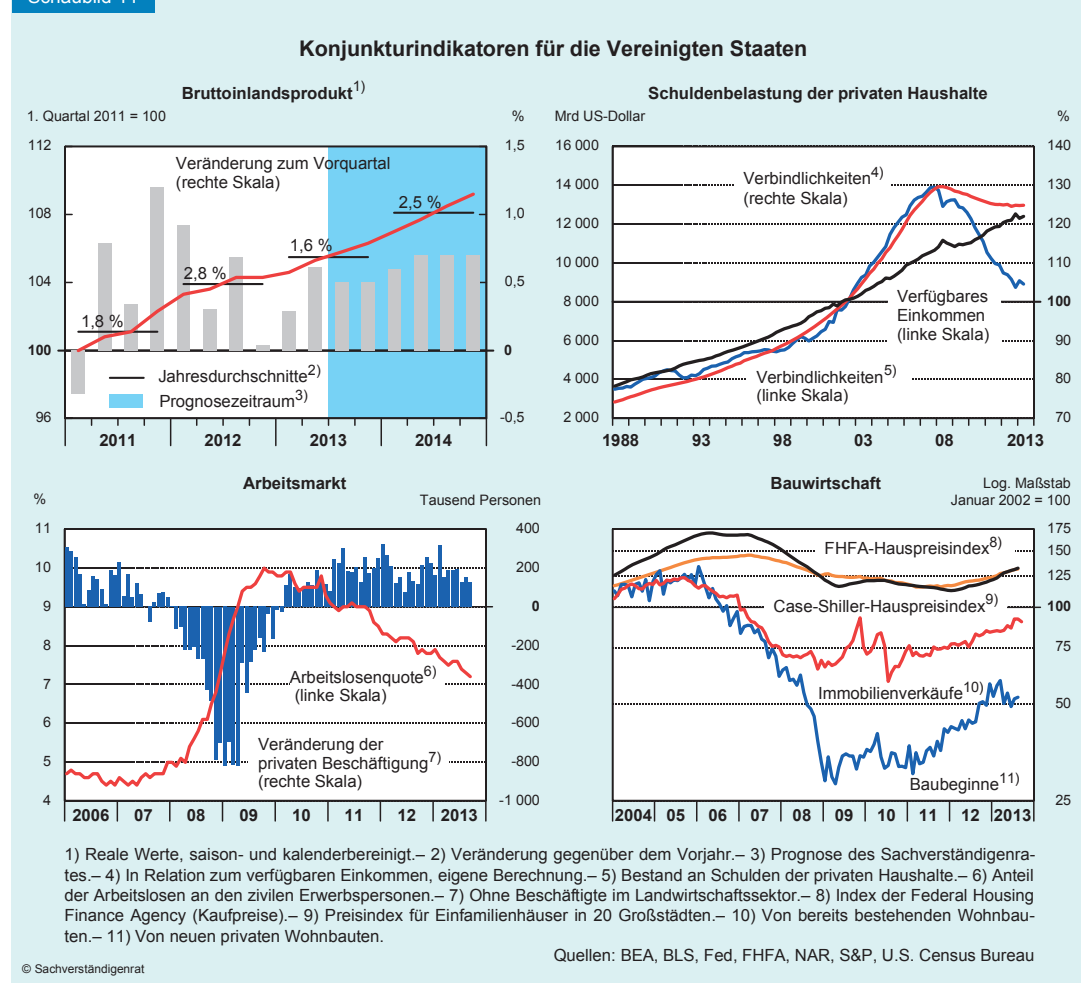 Schaubild 11
Konjunkturindikatoren für die Vereinigten Staaten
Bruttoinlandsprodukt1)
1. Quartal 2011 = 100
%
112
108
104
100
96
1,5
1,0
0,5
0
-0,5
Veränderung zum Vorquartal
(rechte Skala)
1,8 %
2,8 %
1,6 %
2,5 %
Jahresdurchschnitte2)
Prognosezeitraum3)
2011
2012
2013
2014
Schuldenbelastung der privaten Haushalte
Mrd US-Dollar
%
16 000
14 000
12 000
10 000
8 000
6 000
4 000
2 000
140
130
120
110
100
90
80
70
Verbindlichkeiten4)
(rechte Skala)
Verfügbares
Einkommen
(linke Skala)
Verbindlichkeiten5)
(linke Skala)
1988
93
98
03
08
2013
Arbeitsmarkt
%
Tausend Personen
11
10
9
8
7
6
5
4
400
200
0
-200
-400
-600
-800
-1 000
Arbeitslosenquote6)
(linke Skala)
Veränderung der
privaten Beschäftigung7)
(rechte Skala)
2006
07
08
09
10
11
12
2013
Bauwirtschaft
Log. Maßstab
Januar 2002 = 100
175
150
125
100
75
50
25
FHFA-Hauspreisindex8)
Case-Shiller-Hauspreisindex9)
Immobilienverkäufe10)
Baubeginne11)
2004
05
06
07
08
09
10
11
12
2013
1) Reale Werte, saison- und kalenderbereinigt.– 2) Veränderung gegenüber dem Vorjahr.– 3) Prognose des Sachverständigenra-
tes.– 4) In Relation zum verfügbaren Einkommen, eigene Berechnung.– 5) Bestand an Schulden der privaten Haushalte.– 6) Anteil
der Arbeitslosen an den zivilen Erwerbspersonen.– 7) Ohne Beschäftigte im Landwirtschaftssektor.– 8) Index der Federal Housing
Finance Agency (Kaufpreise).– 9) Preisindex für Einfamilienhäuser in 20 Großstädten.– 10) Von bereits bestehenden Wohnbau-
ten.– 11) Von neuen privaten Wohnbauten.
Quellen: BEA, BLS, Fed, FHFA, NAR, S&P, U.S. Census Bureau
© Sachverständigenrat